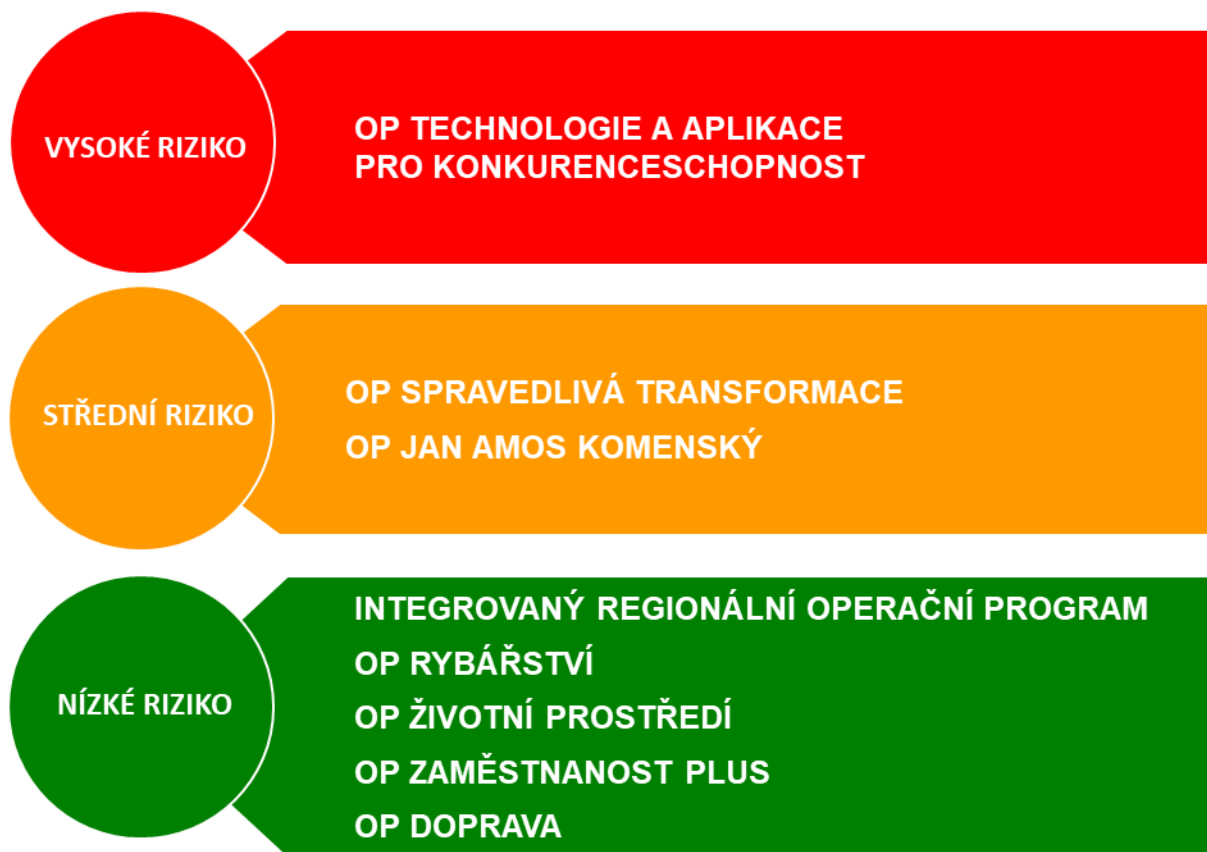 VYSOKÉ RIZIKO
OP TECHNOLOGIE A APLIKACE
PRO KONKURENCESCHOPNOST
STŘEDNÍ RIZIKO
OP SPRAVEDLIVÁ TRANSFORMACE
OP JAN AMOS KOMENSKÝ
NÍZKÉ RIZIKO
INTEGROVANÝ REGIONÁLNÍ OPERAČNÍ PROGRAM
OP RYBÁŘSTVÍ
OP ŽIVOTNÍ PROSTŘEDÍ
OP ZAMĚSTNANOST PLUS
OP DOPRAVA